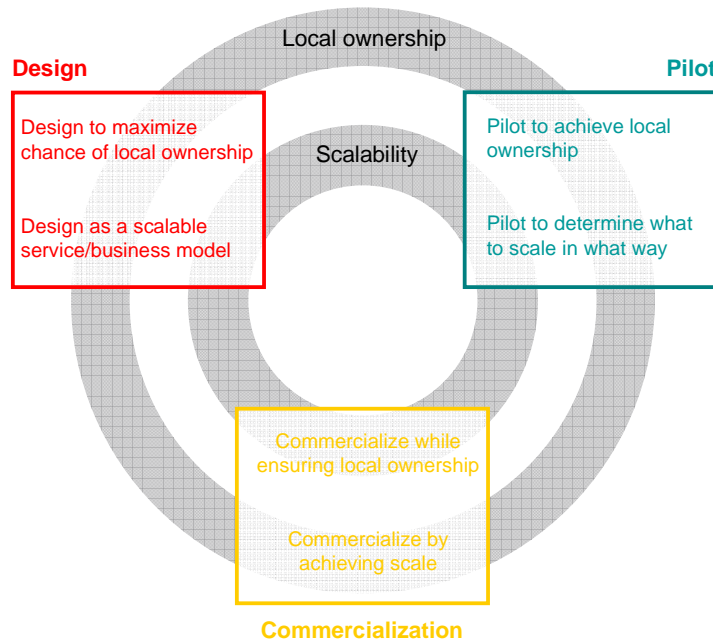 Local ownership
Design
Pilot
Design to maximize
chance of local ownership
Pilot to achieve local
ownership
Scalability
Design as a scalable
service/business model
Pilot to determine what
to scale in what way
Commercialize while
ensuring local ownership
Commercialize by
achieving scale
Commercialization